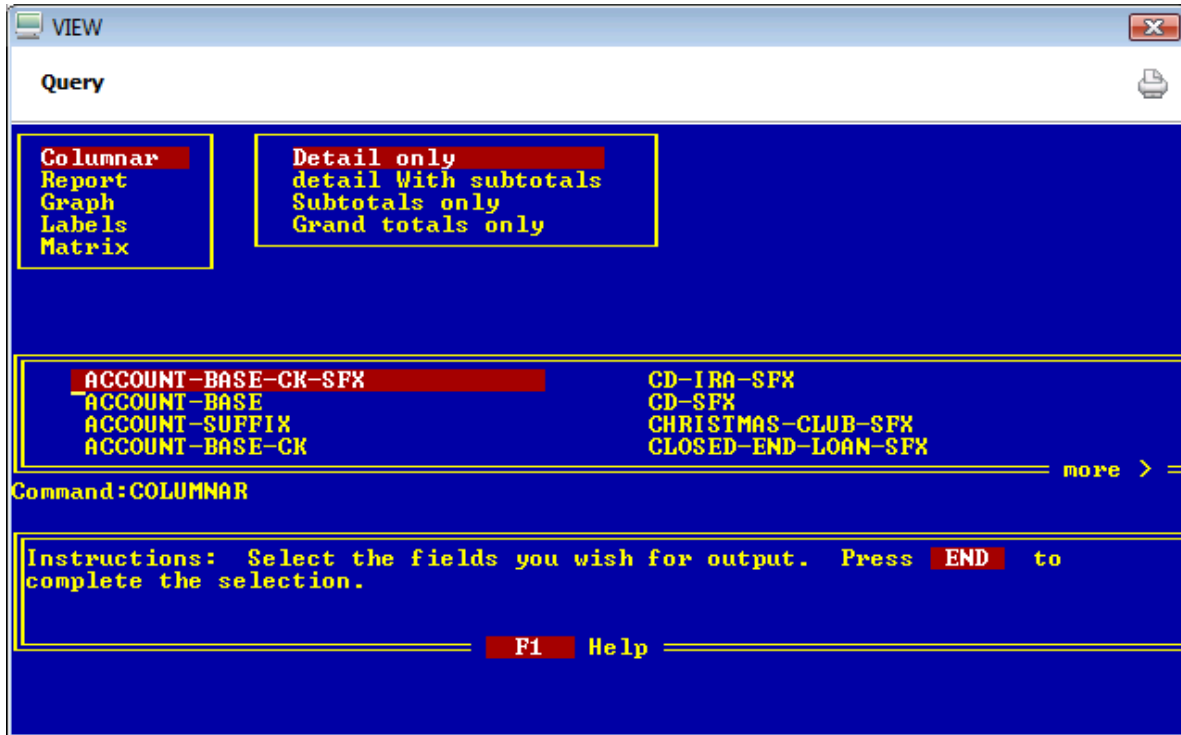 VIEW
Query
Columnar
Report
Graph
Labels
Matrix
Detail only
detail With subtotals
Subtotals only
Grand totals only
ACCOUNT-BASE-CK-SFX CD-IRA-SFX
ACCOUNT-BASE CD-SFX
ACCOUNT-SUFFIX CHRISTMAS-CLUB-SFX
ACCOUNT-BASE-CK CLOSED-END-LOAN-SFX
more >
Command:COLUMNAR
Instructions: Select the fields you wish for output. Press END to
complete the selection.
F1 Help